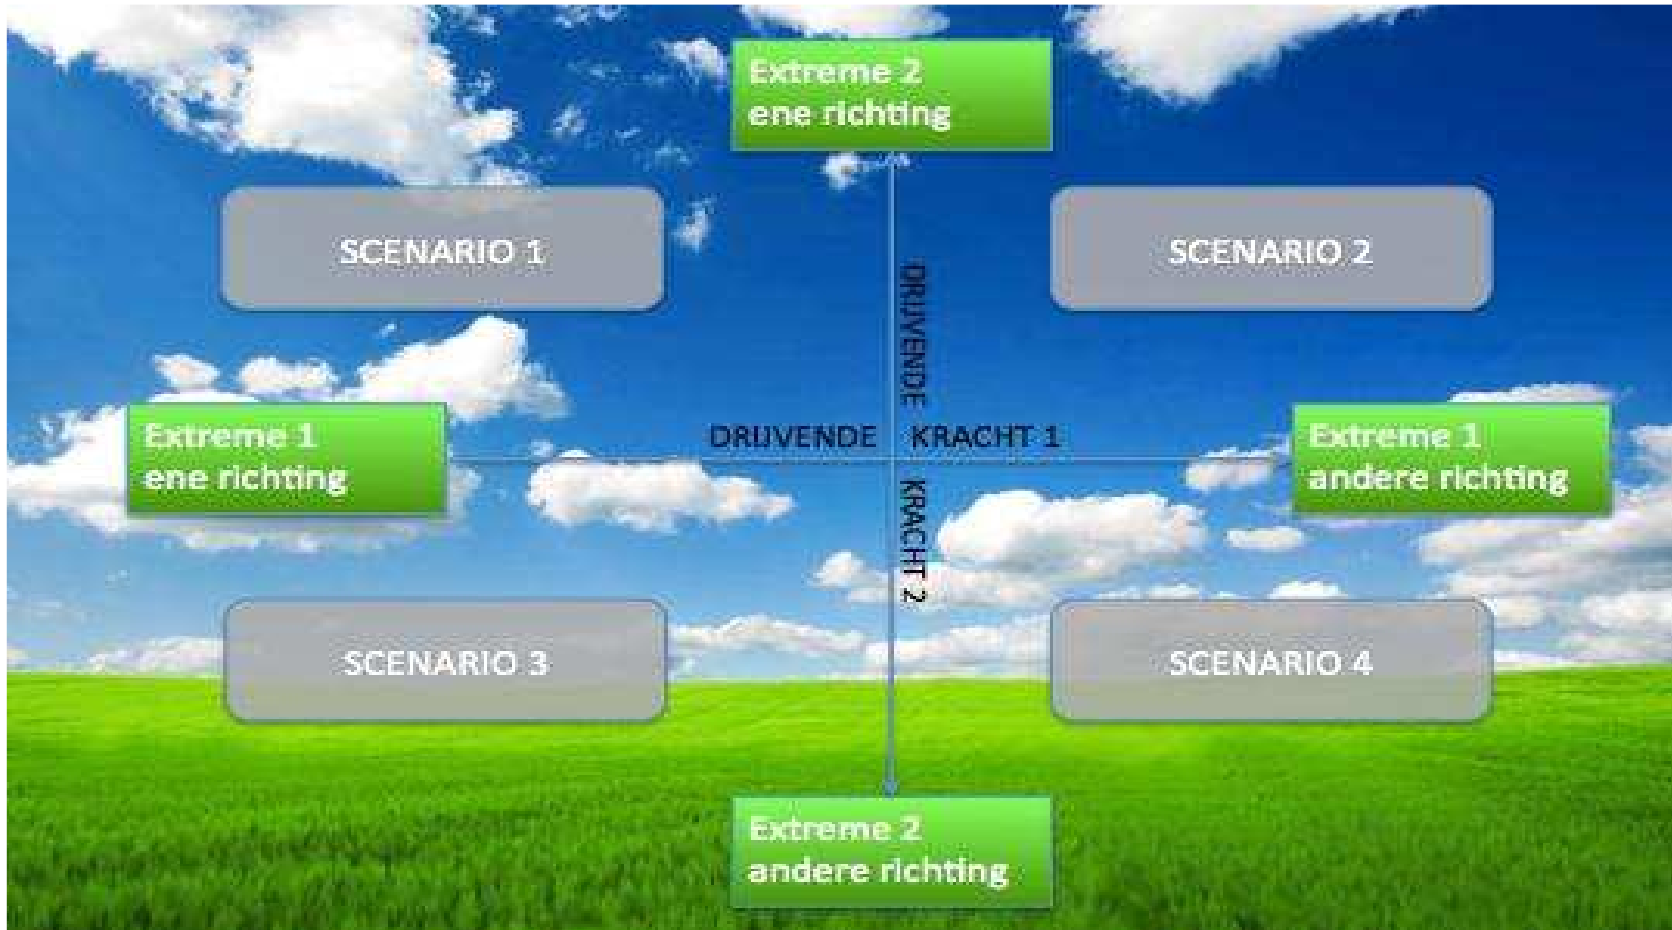 Extreme 2
ene richting
SCENARIO 1
SCENARIO 2
DRIJVENDE KRACHT 2
DRIJVENDE KRACHT 1
Extreme 1
ene richting
Extreme 1
andere richting
SCENARIO 3
SCENARIO 4
Extreme 2
andere richting